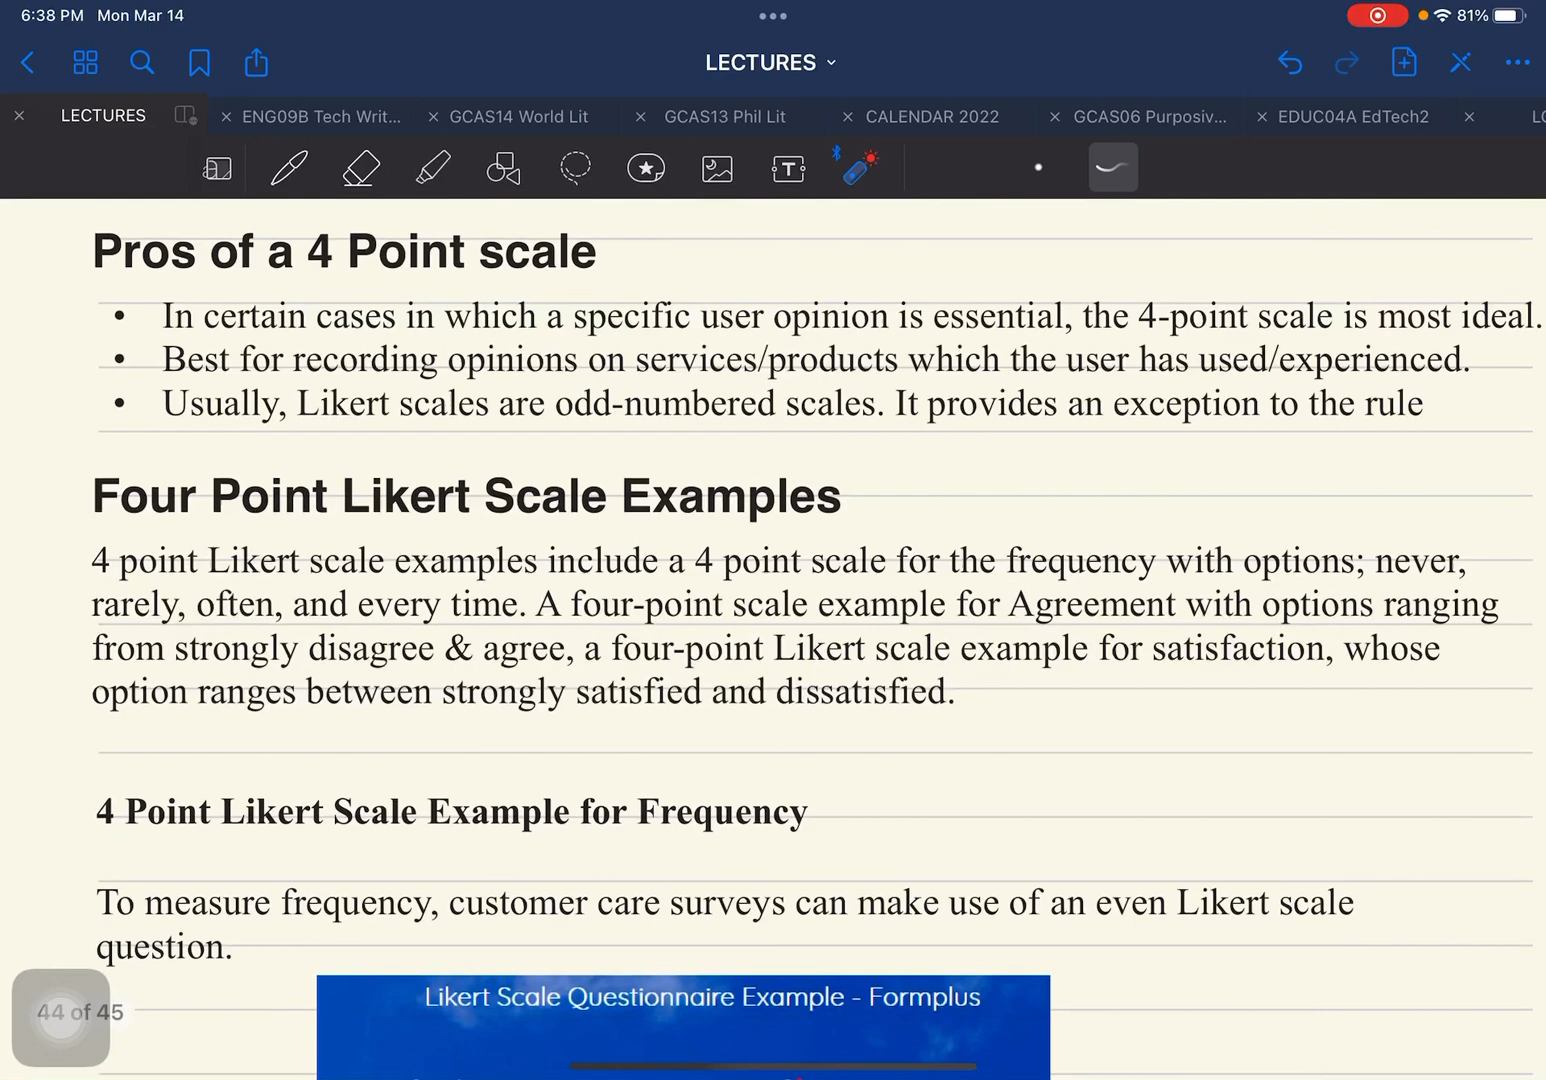 6:38 PM Mon Mar 14
81%
LECTURES
LECTURES
ENG09B Tech Writ...
GCAS14 World Lit
GCAS13 Phil Lit
CALENDAR 2022
GCAS06 Purposiv...
EDUC04A EdTech2
Pros of a 4 Point scale
• In certain cases in which a specific user opinion is essential, the 4-point scale is most ideal.
• Best for recording opinions on services/products which the user has used/experienced.
• Usually, Likert scales are odd-numbered scales. It provides an exception to the rule
Four Point Likert Scale Examples
4 point Likert scale examples include a 4 point scale for the frequency with options; never,
rarely, often, and every time. A four-point scale example for Agreement with options ranging
from strongly disagree & agree, a four-point Likert scale example for satisfaction, whose
option ranges between strongly satisfied and dissatisfied.
4 Point Likert Scale Example for Frequency
To measure frequency, customer care surveys can make use of an even Likert scale
question.
44 of 45
Likert Scale Questionnaire Example - Formplus